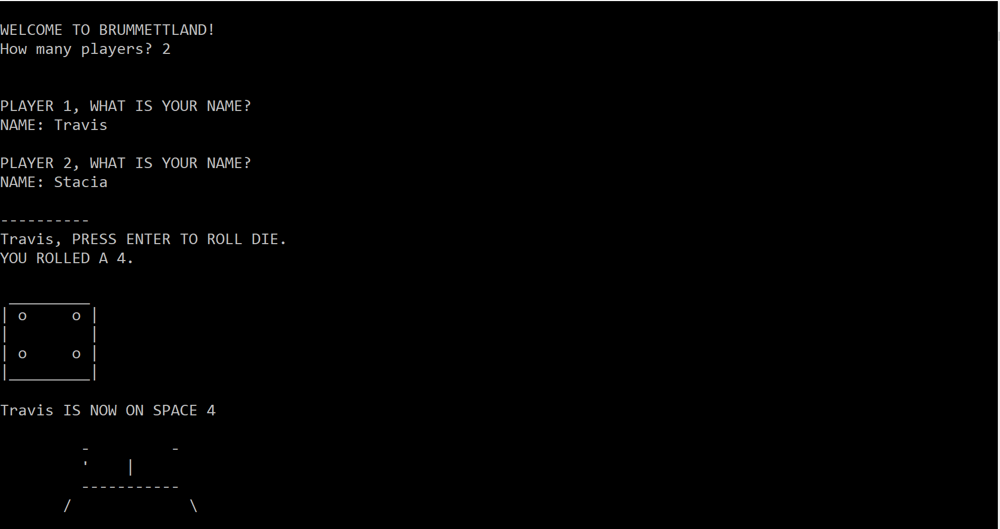 WELCOME TO BRUMMETTLAND!
How many players? 2
PLAYER 1, WHAT IS YOUR NAME?
NAME: Travis
PLAYER 2, WHAT IS YOUR NAME?
NAME: Stacia
----------
Travis, PRESS ENTER TO ROLL DIE.
YOU ROLLED A 4.
 _________
| o     o |
|         |
| o     o |
|_________|
Travis IS NOW ON SPACE 4
         -         -
         '    |
         -----------
       /             \